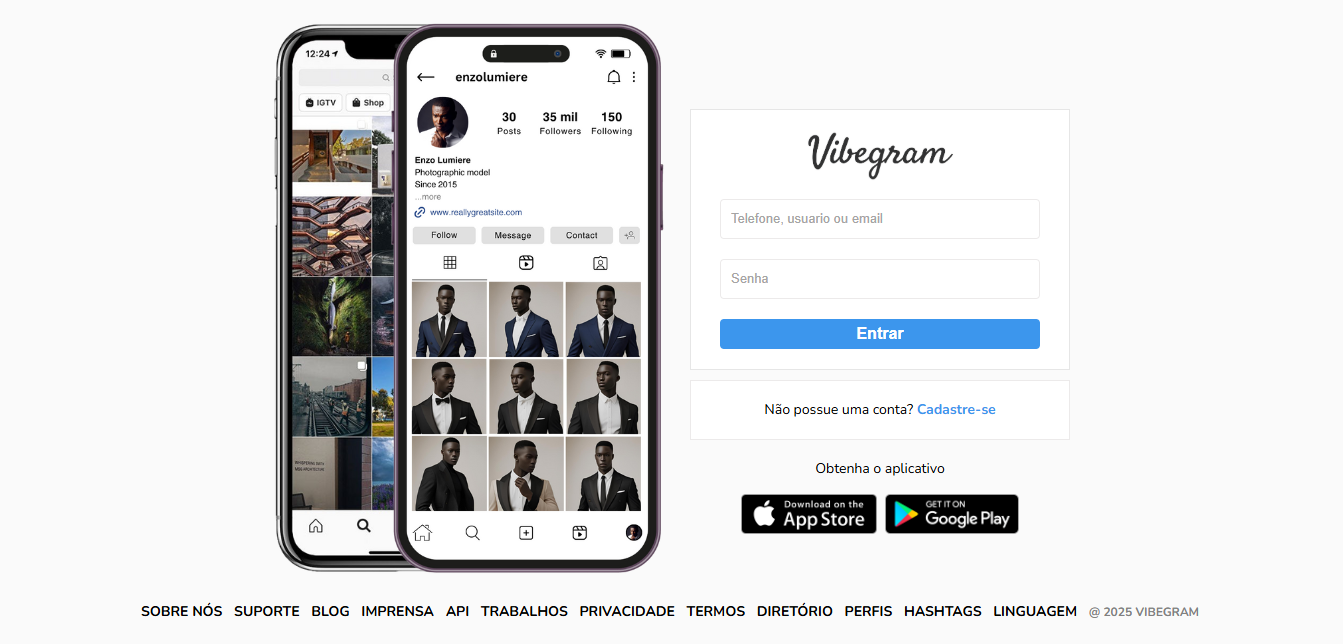 12:24
IGTV
Shop
enzolumiere
30 35 mil 150
Posts Followers Following
Enzo Lumiere
Photographic model
Since 2015
...more
www.reallygreatsite.com
Follow Message Contact
Vibegram
Telefone, usuario ou email
Senha
Entrar
Não possue uma conta? Cadastre-se
Obtenha o aplicativo
Download on the
App Store
GET IT ON
Google Play
SOBRE NÓS SUPORTE BLOG IMPRENSA API TRABALHOS PRIVACIDADE TERMOS DIRETÓRIO PERFIS HASHTAGS LINGUAGEM @ 2025 VIBEGRAM